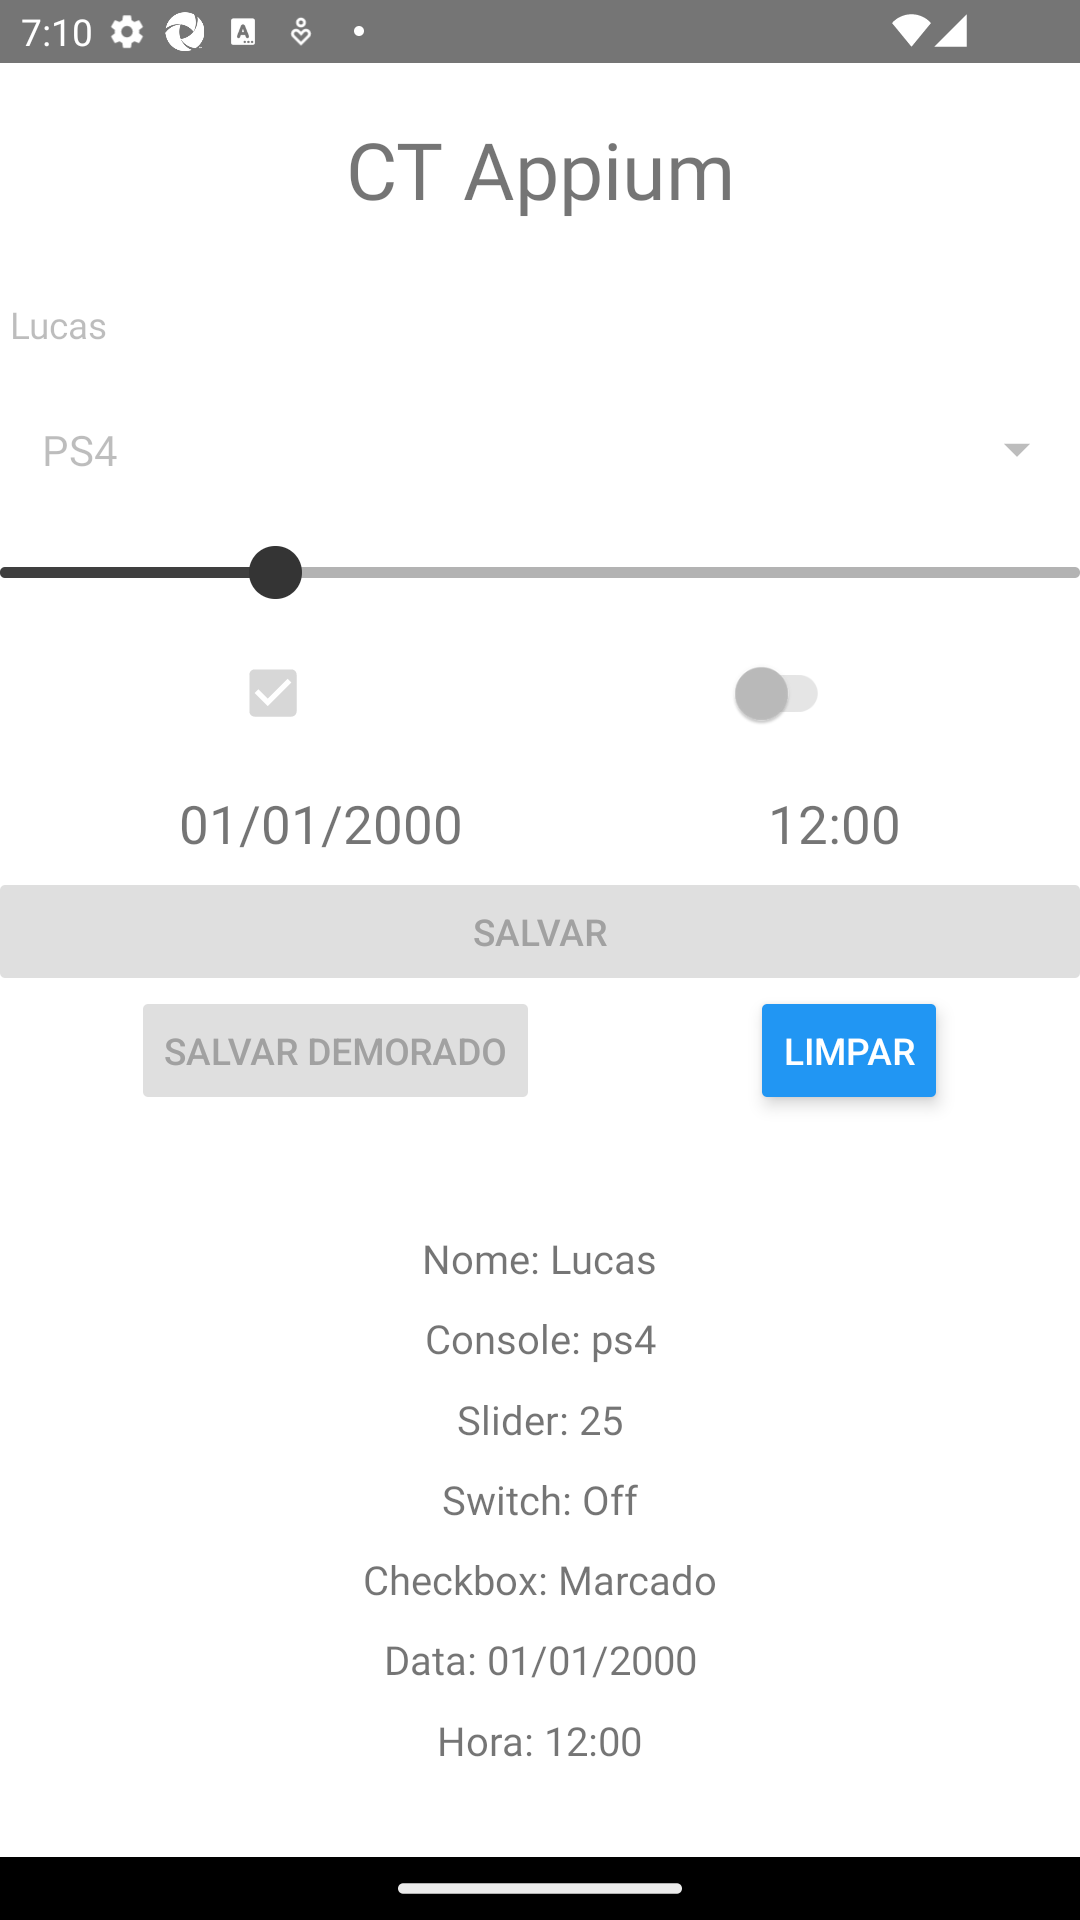 7:10
CT Appium
Lucas
PS4
01/01/2000 12:00
SALVAR
SALVAR DEMORADO LIMPAR
Nome: Lucas
Console: ps4
Slider: 25
Switch: Off
Checkbox: Marcado
Data: 01/01/2000
Hora: 12:00